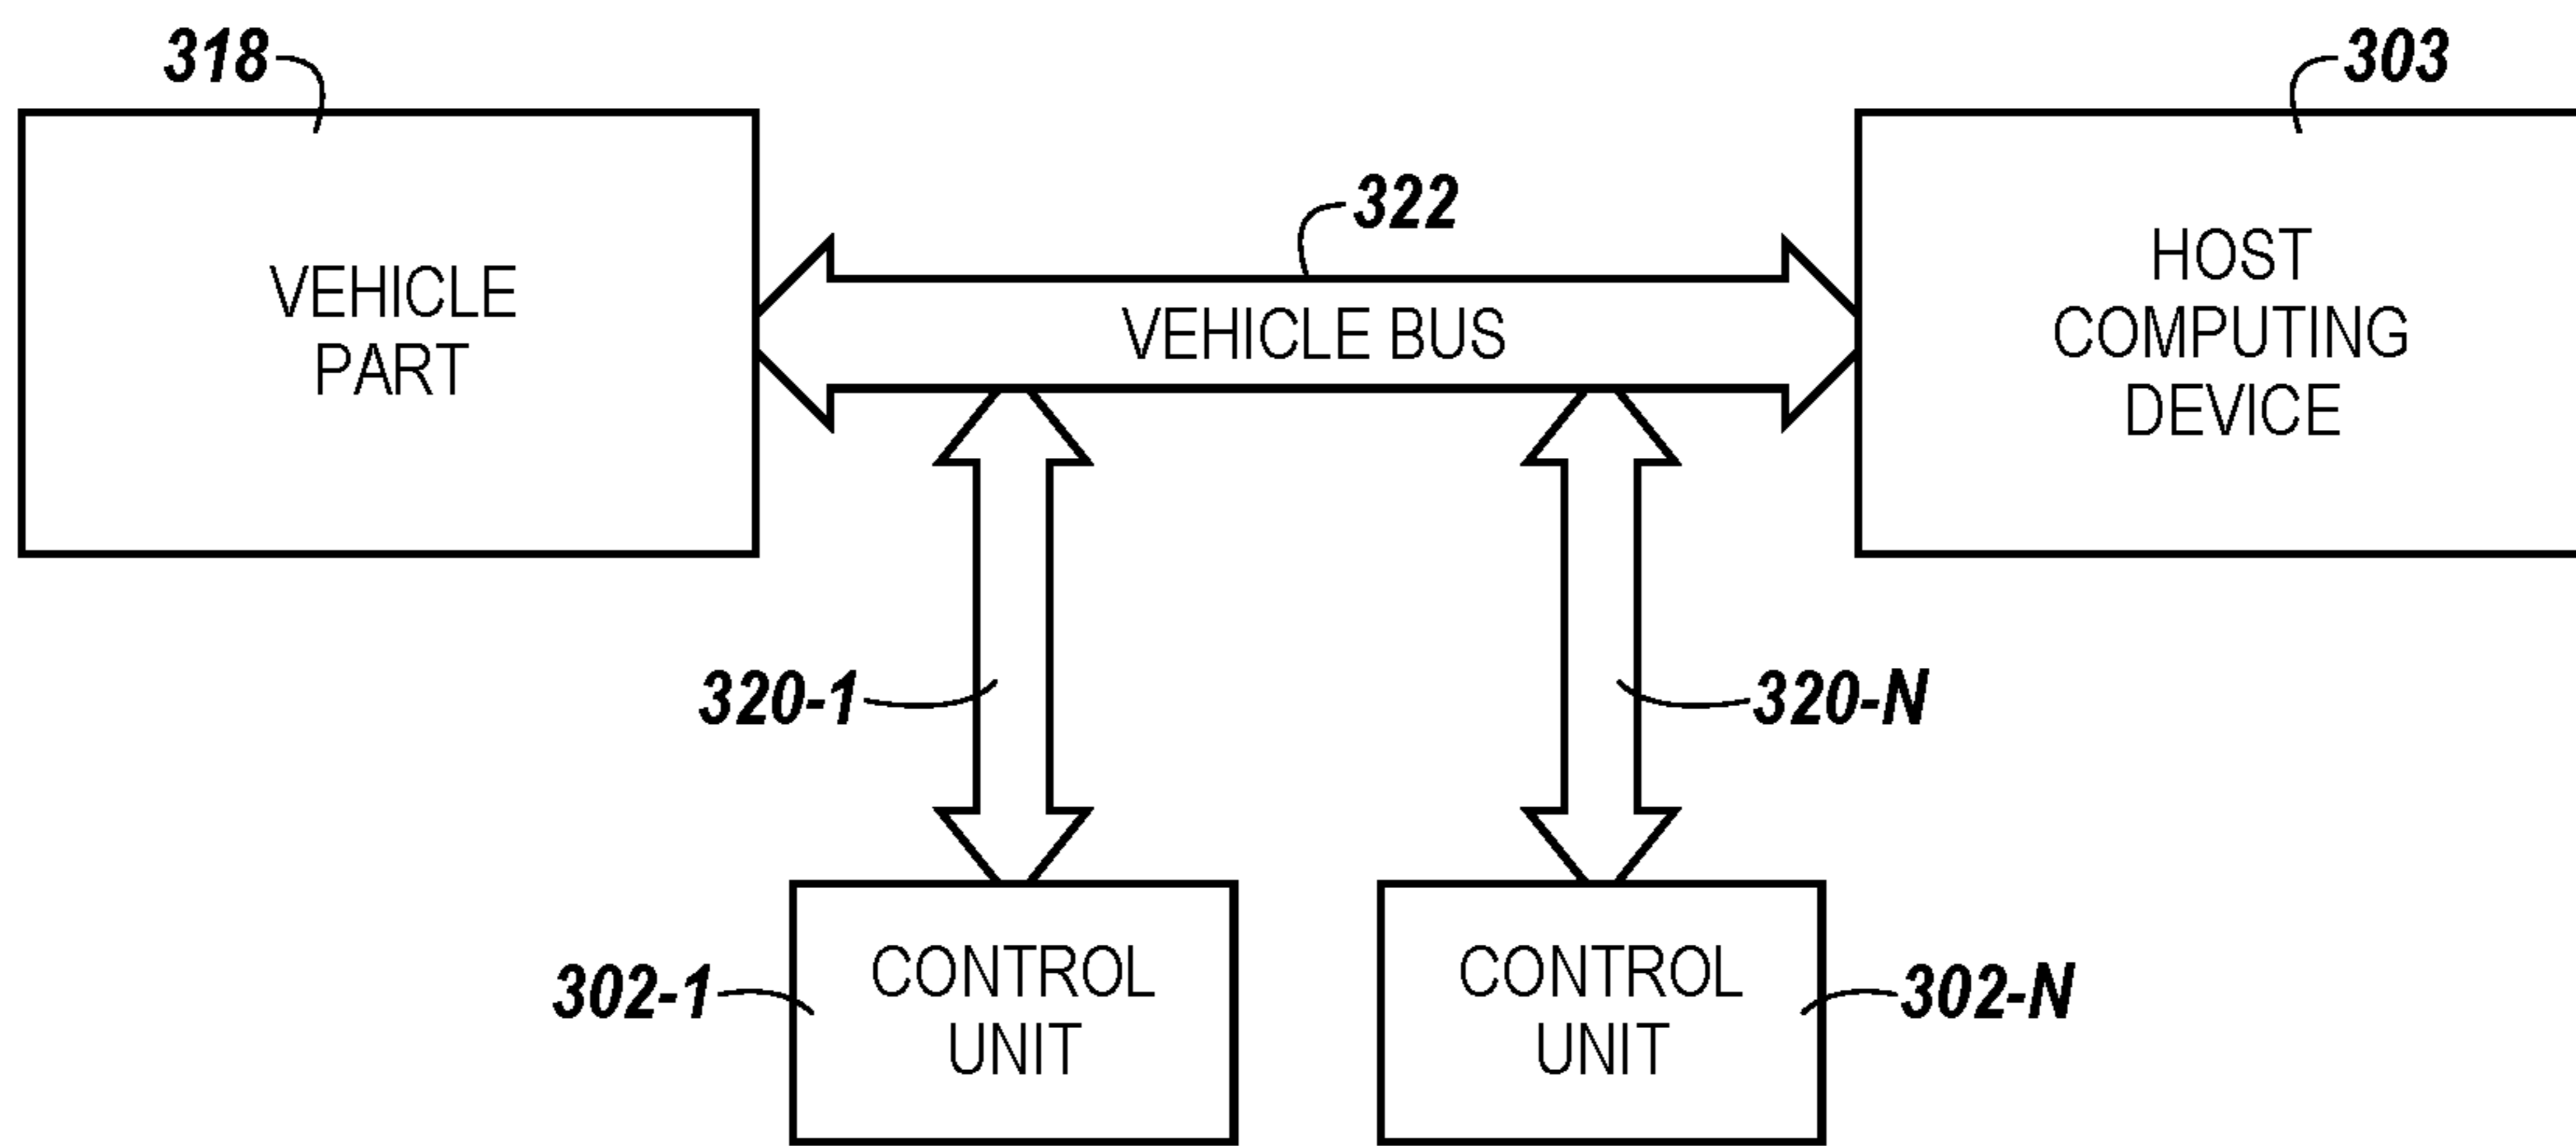 318
303
322
VEHICLE
PART
VEHICLE BUS
HOST
COMPUTING
DEVICE
320-1
320-N
302-1
CONTROL
UNIT
CONTROL
UNIT
302-N